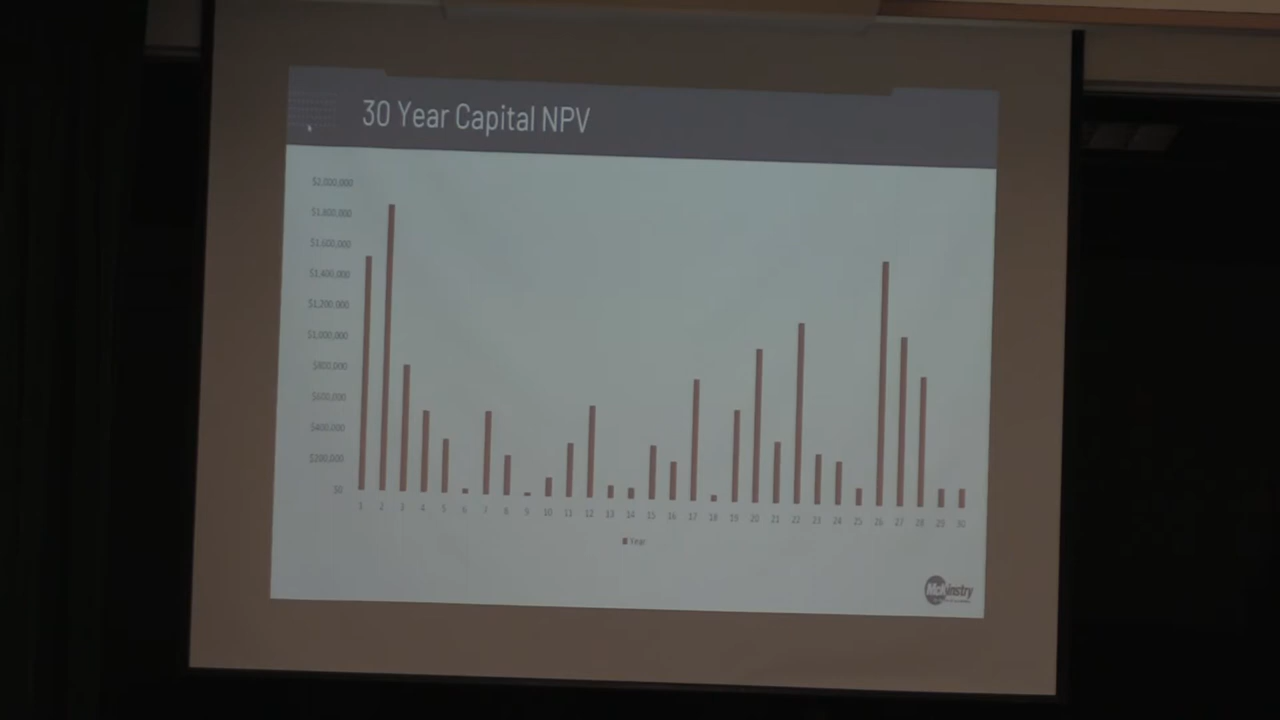 30 Year Capital NPV
$2,000,000
$1,800,000
$1,600,000
$1,400,000
$1,200,000
$1,000,000
$800,000
$600,000
$400,000
$200,000
$0
1 2 3 4 5 6 7 8 9 10 11 12 13 14 15 16 17 18 19 20 21 22 23 24 25 26 27 28 29 30
Year
McKinstry